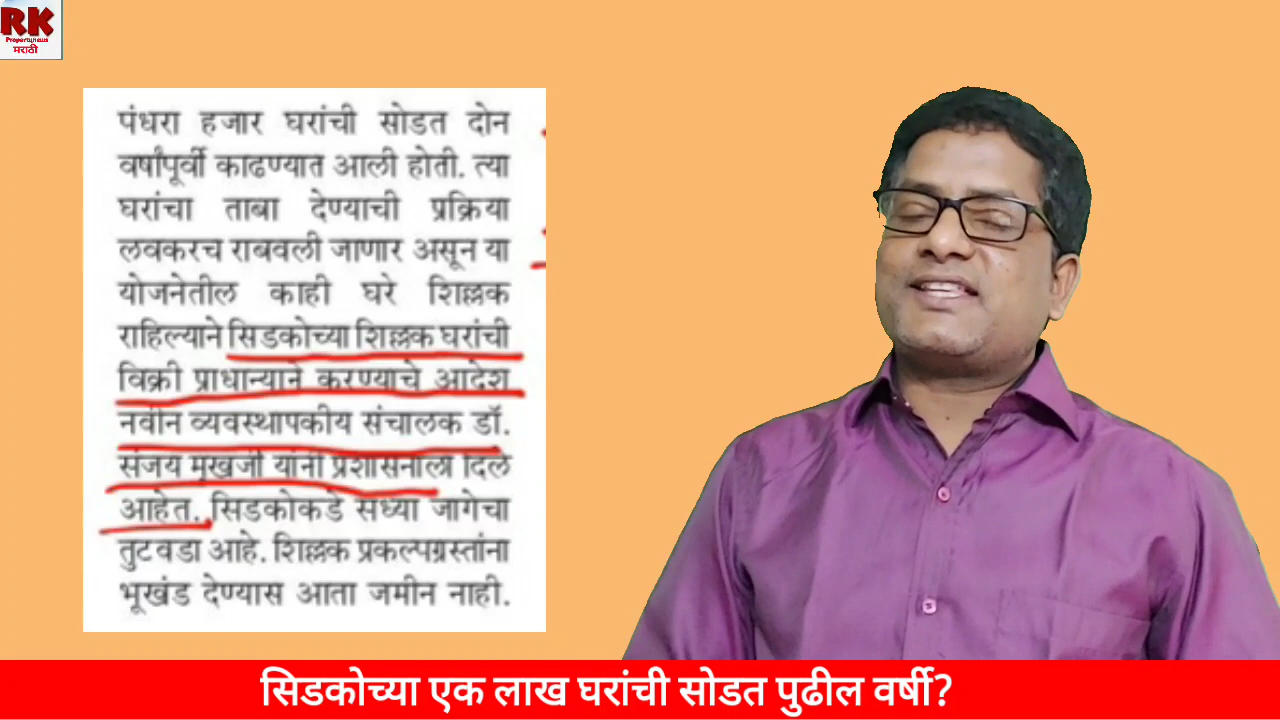 RK
Propertynews
मराठी
पंधरा हजार घरांची सोडत दोन
वर्षांपूर्वी काढण्यात आली होती. त्या
घरांचा ताबा देण्याची प्रक्रिया
लवकरच राबवली जाणार असून या
योजनेतील काही घरे शिल्लक
राहिल्याने सिडकोच्या शिल्लक घरांची
विक्री प्राधान्याने करण्याचे आदेश
नवीन व्यवस्थापकीय संचालक डॉ.
संजय मुखर्जी यांनी प्रशासनाला दिले
आहेत. सिडकोकडे सध्या जागेचा
तुटवडा आहे. शिल्लक प्रकल्पग्रस्तांना
भूखंड देण्यास आता जमीन नाही.
सिडकोच्या एक लाख घरांची सोडत पुढील वर्षी?